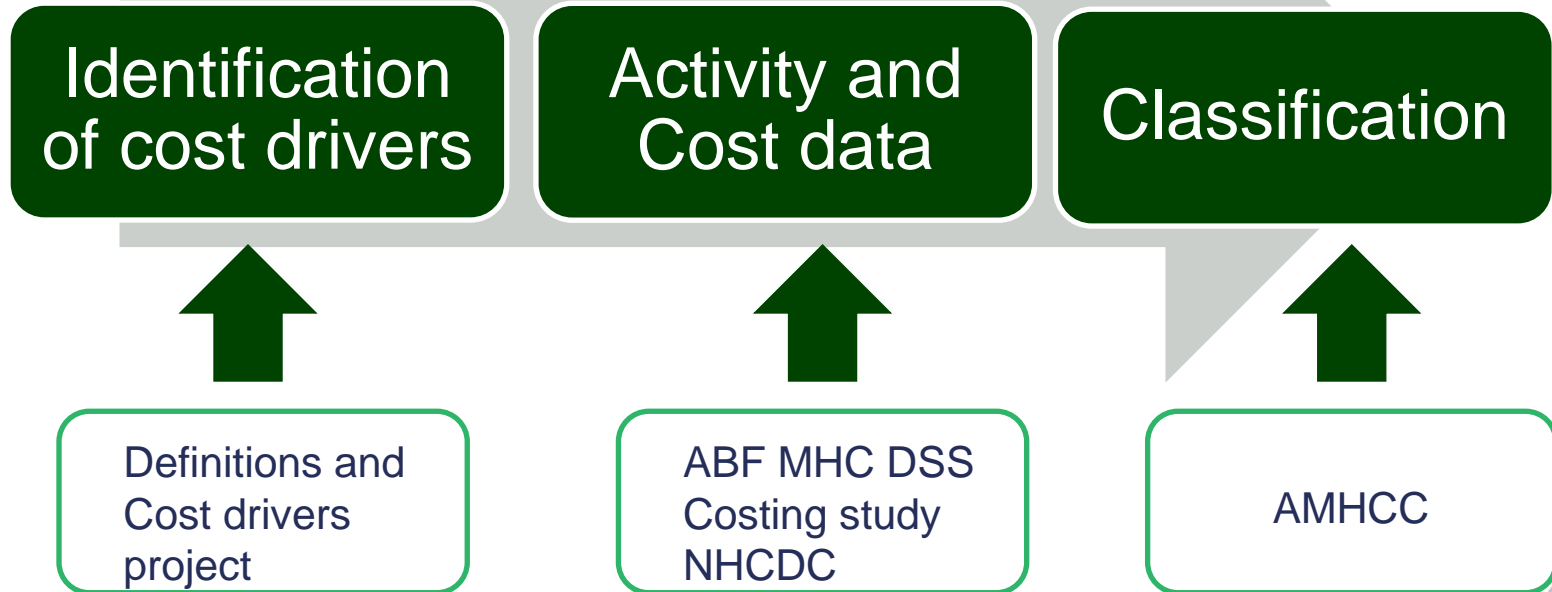 Identification
of cost drivers
Activity and
Cost data
Classification
Definitions and
Cost drivers
project
ABF MHC DSS
Costing study
NHCDC
AMHCC